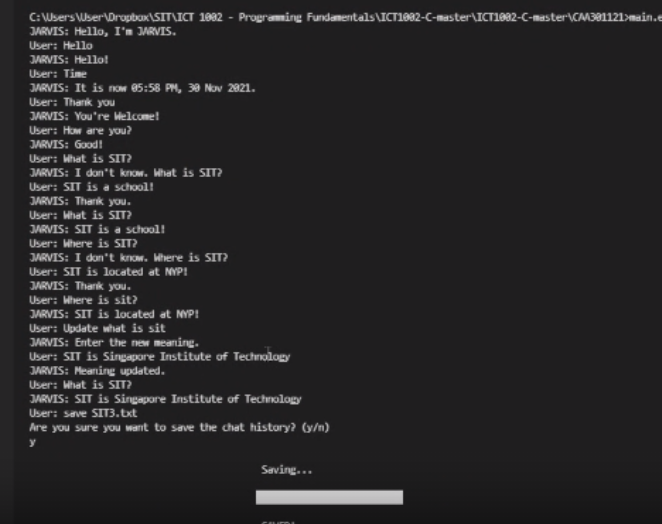 C:\Users\User\Dropbox\SIT\ICT 1002 - Programming Fundamentals\ICT1002-C-master\ICT1002-C-master\CAA301121>main.e
JARVIS: Hello, I'm JARVIS.
User: Hello
JARVIS: Hello!
User: Time
JARVIS: It is now 05:58 PM, 30 Nov 2021.
User: Thank you
JARVIS: You're Welcome!
User: How are you?
JARVIS: Good!
User: What is SIT?
JARVIS: I don't know. What is SIT?
User: SIT is a school!
JARVIS: Thank you.
User: What is SIT?
JARVIS: SIT is a school!
User: Where is SIT?
JARVIS: I don't know. Where is SIT?
User: SIT is located at NYP!
JARVIS: Thank you.
User: Where is sit?
JARVIS: SIT is located at NYP!
User: Update what is sit
JARVIS: Enter the new meaning.
User: SIT is Singapore Institute of Technology
JARVIS: Meaning updated.
User: What is SIT?
JARVIS: SIT is Singapore Institute of Technology
User: save SIT3.txt
Are you sure you want to save the chat history? (y/n)
y
Saving...